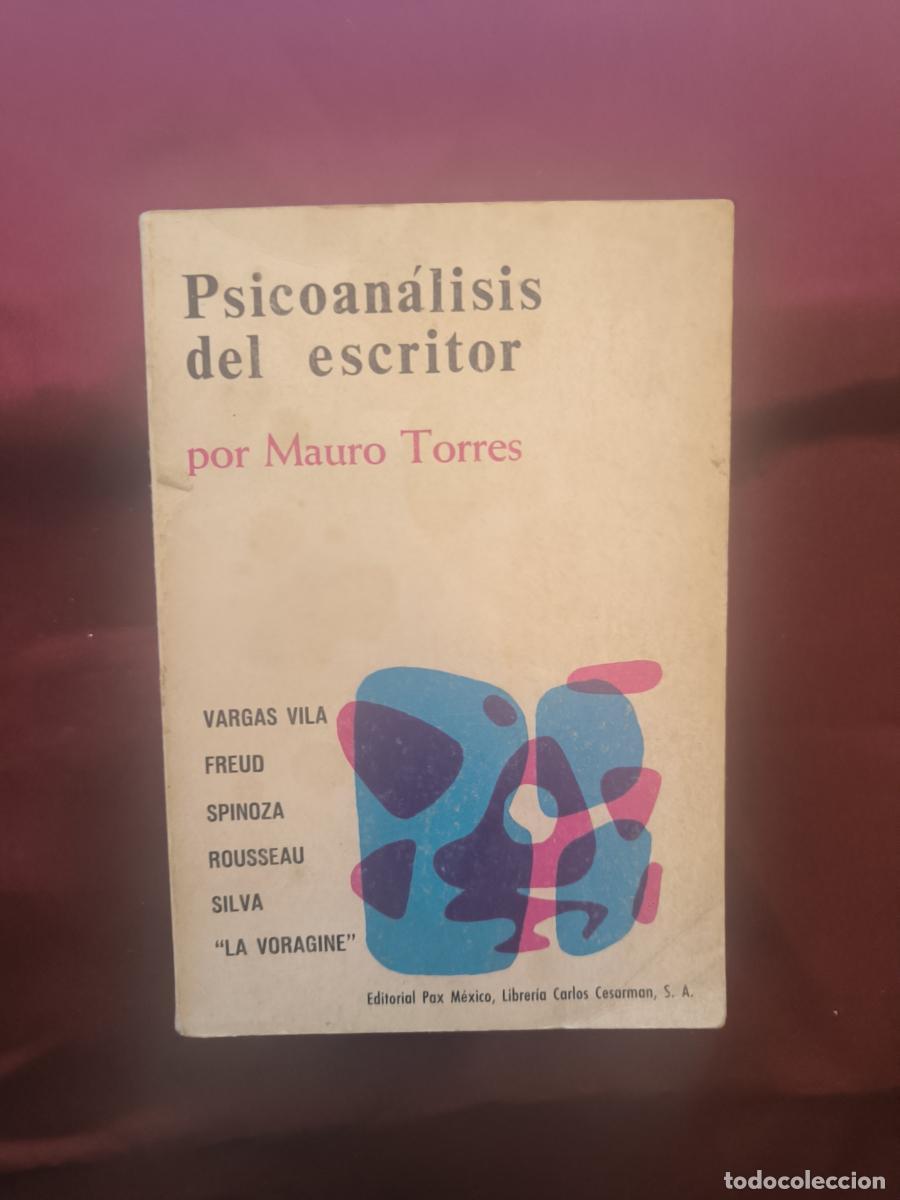 Psicoanálisis
del escritor
por Mauro Torres
VARGAS VILA
FREUD
SPINOZA
ROUSSEAU
SILVA
“LA VORAGINE”
Editorial Pax México, Librería Carlos Cesarman, S. A.
todocoleccion